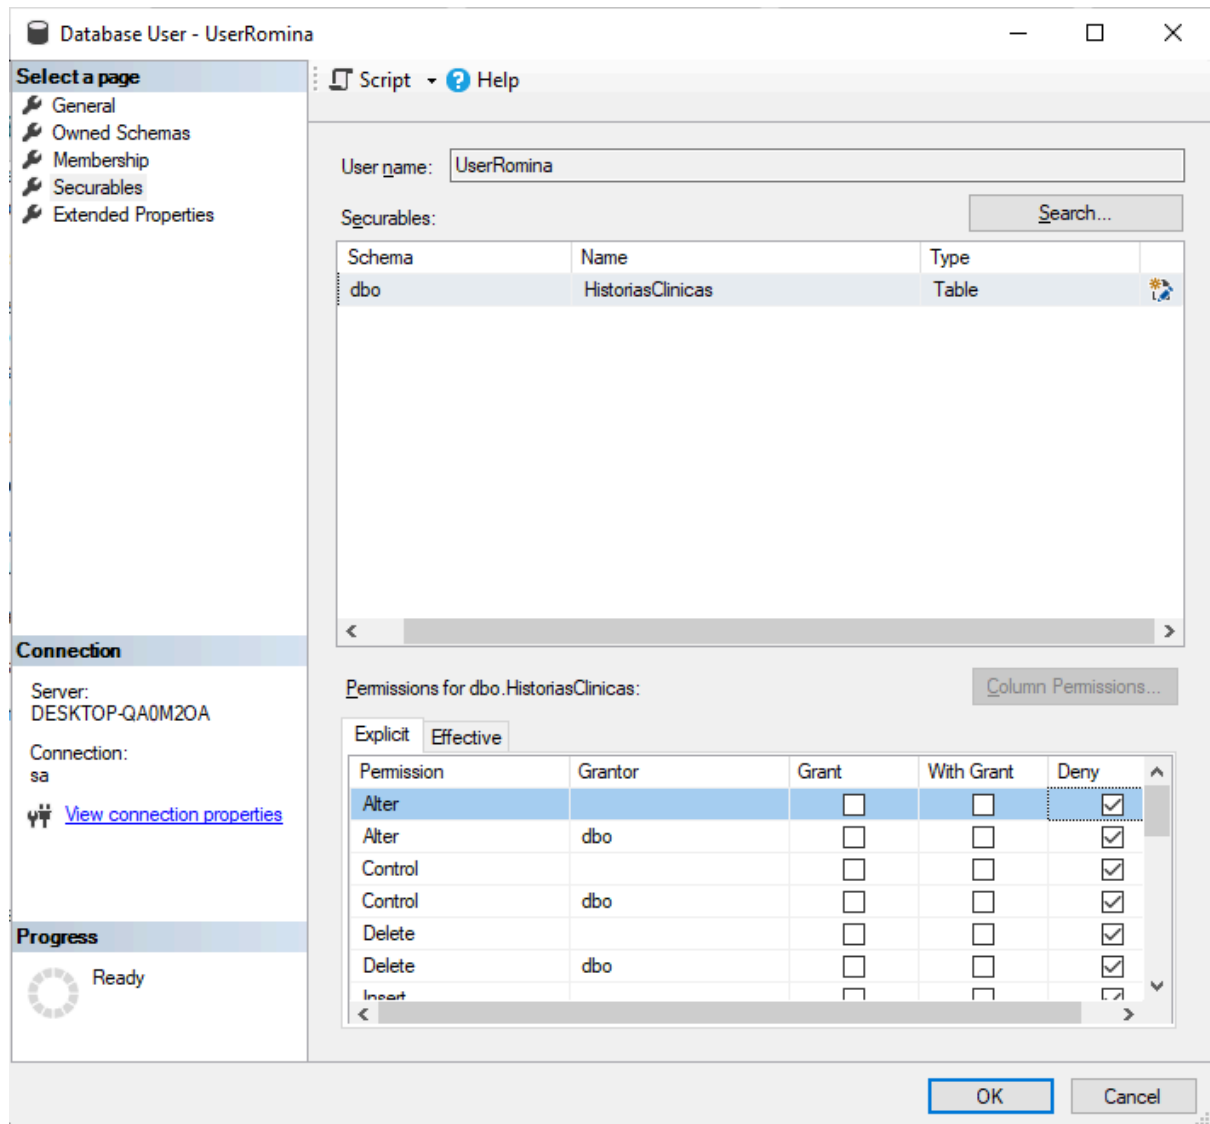 Database User - UserRomina
Select a page
General
Owned Schemas
Membership
Securables
Extended Properties
Script
Help
User name: UserRomina
Securables:
Search...
Schema Name Type
dbo HistoriasClinicas Table
Connection
Server:
DESKTOP-QA0M2OA
Connection:
sa
View connection properties
Progress
Ready
Permissions for dbo.HistoriasClinicas:
Column Permissions...
Explicit Effective
Permission Grantor Grant With Grant Deny
Alter
Alter dbo
Control
Control dbo
Delete
Delete dbo
Insert
OK Cancel